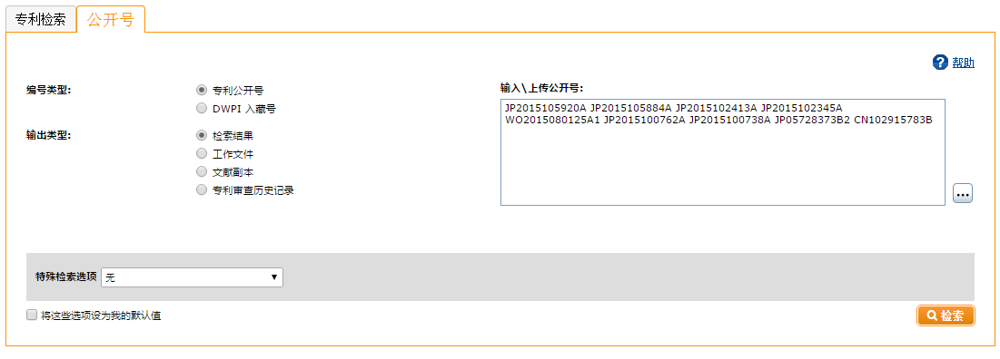 专利检索
公开号
帮助
编号类型:
专利公开号
DWPI 入藏号
输出类型:
检索结果
工作文件
文献副本
专利审查历史记录
输入\上传公开号:
JP2015105920A JP2015105884A JP2015102413A JP2015102345A
WO2015080125A1 JP2015100762A JP2015100738A JP05728373B2 CN102915783B
...
特殊检索选项 无
将这些选项设为我的默认值
检索